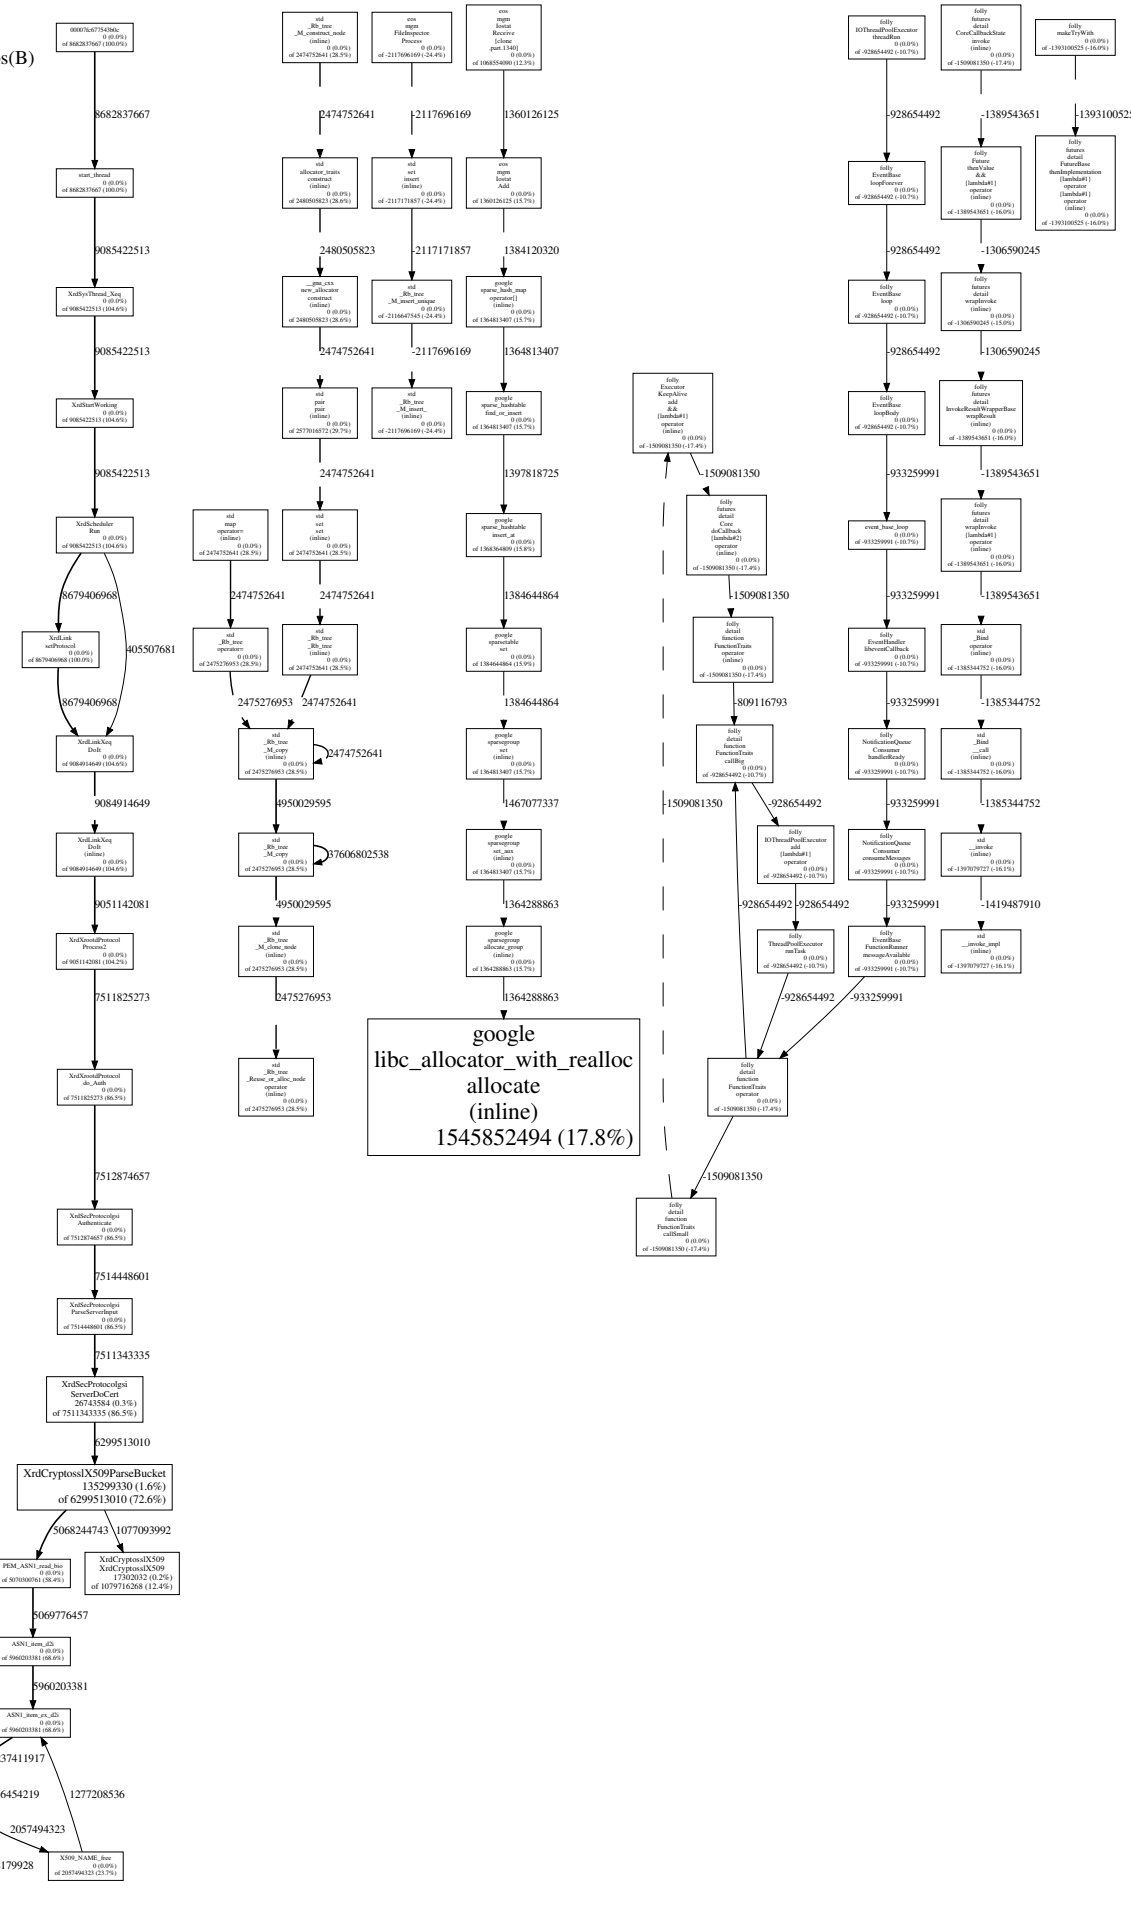 s(B)
00007fc677543b0c
0 (0.0%)
of 8682837667 (100.0%)
8682837667
start_thread
0 (0.0%)
of 8682837667 (100.0%)
9085422513
XrdSysThread_Xeq
0 (0.0%)
of 9085422513 (104.6%)
9085422513
XrdStartWorking
0 (0.0%)
of 9085422513 (104.6%)
9085422513
XrdScheduler
Run
0 (0.0%)
of 9085422513 (104.6%)
8679406968
405507681
XrdLink
setProtocol
0 (0.0%)
of 8679406968 (100.0%)
8679406968
XrdLinkXeq
DoIt
0 (0.0%)
of 9084914649 (104.6%)
9084914649
XrdLinkXeq
DoIt
(inline)
0 (0.0%)
of 9084914649 (104.6%)
9051142081
XrdXrootdProtocol
Process2
0 (0.0%)
of 9051142081 (104.2%)
7511825273
XrdXrootdProtocol
do_Auth
0 (0.0%)
of 7511825273 (86.5%)
7512874657
XrdSecProtocolgsi
Authenticate
0 (0.0%)
of 7512874657 (86.5%)
7514448601
XrdSecProtocolgsi
ParseServerInput
0 (0.0%)
of 7514448601 (86.5%)
7511343335
XrdSecProtocolgsi
ServerDoCert
26743584 (0.3%)
of 7511343335 (86.5%)
6299513010
XrdCryptosslX509ParseBucket
135299330 (1.6%)
of 6299513010 (72.6%)
5068244743
1077093992
PEM_ASN1_read_bio
0 (0.0%)
of 5070300761 (58.4%)
XrdCryptosslX509
XrdCryptosslX509
17302032 (0.2%)
of 1079716268 (12.4%)
5069776457
ASN1_item_d2i
0 (0.0%)
of 5960203381 (68.6%)
5960203381
ASN1_item_ex_d2i
0 (0.0%)
of 5960203381 (68.6%)
37411917
6454219
1277208536
2057494323
179928
X509_NAME_free
0 (0.0%)
of 2057494323 (23.7%)
std
map
operator=
(inline)
0 (0.0%)
of 2474752641 (28.5%)
2474752641
std
_Rb_tree
operator=
0 (0.0%)
of 2475276953 (28.5%)
2475276953
std
_Rb_tree
_M_construct_node
(inline)
0 (0.0%)
of 2474752641 (28.5%)
2474752641
std
allocator_traits
construct
(inline)
0 (0.0%)
of 2480505823 (28.6%)
2480505823
__gnu_cxx
new_allocator
construct
(inline)
0 (0.0%)
of 2480505823 (28.6%)
2474752641
std
pair
pair
(inline)
0 (0.0%)
of 2577016572 (29.7%)
2474752641
std
set
set
(inline)
0 (0.0%)
of 2474752641 (28.5%)
2474752641
std
_Rb_tree
_Rb_tree
(inline)
0 (0.0%)
of 2474752641 (28.5%)
2474752641
std
_Rb_tree
_M_copy
(inline)
0 (0.0%)
of 2475276953 (28.5%)
2474752641
4950029595
std
_Rb_tree
_M_copy
0 (0.0%)
of 2475276953 (28.5%)
37606802538
4950029595
std
_Rb_tree
_M_clone_node
(inline)
0 (0.0%)
of 2475276953 (28.5%)
2475276953
std
_Rb_tree
_Reuse_or_alloc_node
operator
(inline)
0 (0.0%)
of 2475276953 (28.5%)
eos
mgm
FileInspector
Process
0 (0.0%)
of -2117696169 (-24.4%)
-2117696169
std
set
insert
(inline)
0 (0.0%)
of -2117171857 (-24.4%)
-2117171857
std
_Rb_tree
_M_insert_unique
0 (0.0%)
of -2116647545 (-24.4%)
-2117696169
std
_Rb_tree
_M_insert_
0 (0.0%)
of -2117696169 (-24.4%)
eos
mgm
Iostat
Receive
[clone
.part.1340]
0 (0.0%)
of 1068554090 (12.3%)
1360126125
eos
mgm
Iostat
Add
0 (0.0%)
of 1360126125 (15.7%)
1384120320
google
sparse_hash_map
operator[]
(inline)
0 (0.0%)
of 1364813407 (15.7%)
1364813407
google
sparse_hashtable
find_or_insert
0 (0.0%)
of 1364813407 (15.7%)
1397818725
google
sparse_hashtable
insert_at
0 (0.0%)
of 1368364809 (15.8%)
1384644864
google
sparsetable
set
0 (0.0%)
of 1384644864 (15.9%)
1384644864
google
sparsegroup
set
(inline)
0 (0.0%)
of 1364813407 (15.7%)
1467077337
google
sparsegroup
set_aux
(inline)
0 (0.0%)
of 1364813407 (15.7%)
1364288863
google
sparsegroup
allocate_group
(inline)
0 (0.0%)
of 1364288863 (15.7%)
1364288863
google
libc_allocator_with_realloc
allocate
(inline)
1545852494 (17.8%)
folly
Executor
KeepAlive
add
&&
{lambda#1}
operator
(inline)
0 (0.0%)
of -1509081350 (-17.4%)
-1509081350
folly
futures
detail
Core
doCallback
{lambda#2}
operator
(inline)
0 (0.0%)
of -1509081350 (-17.4%)
-1509081350
folly
detail
function
FunctionTraits
operator
(inline)
0 (0.0%)
of -1509081350 (-17.4%)
-809116793
folly
detail
function
FunctionTraits
callBig
0 (0.0%)
of -928654492 (-10.7%)
-1509081350
-928654492
folly
IOThreadPoolExecutor
add
{lambda#1}
operator
0 (0.0%)
of -928654492 (-10.7%)
-928654492
-928654492
folly
ThreadPoolExecutor
runTask
0 (0.0%)
of -928654492 (-10.7%)
-928654492
-933259991
folly
detail
function
FunctionTraits
operator
0 (0.0%)
of -1509081350 (-17.4%)
-1509081350
folly
detail
function
FunctionTraits
callSmall
0 (0.0%)
of -1509081350 (-17.4%)
folly
IOThreadPoolExecutor
threadRun
0 (0.0%)
of -928654492 (-10.7%)
-928654492
folly
EventBase
loopForever
0 (0.0%)
of -928654492 (-10.7%)
-928654492
folly
EventBase
loop
0 (0.0%)
of -928654492 (-10.7%)
-928654492
folly
EventBase
loopBody
0 (0.0%)
of -928654492 (-10.7%)
-933259991
event_base_loop
0 (0.0%)
of -933259991 (-10.7%)
-933259991
folly
EventHandler
libeventCallback
0 (0.0%)
of -933259991 (-10.7%)
-933259991
folly
NotificationQueue
Consumer
handlerReady
0 (0.0%)
of -933259991 (-10.7%)
-933259991
folly
NotificationQueue
Consumer
consumeMessages
0 (0.0%)
of -933259991 (-10.7%)
-933259991
folly
EventBase
FunctionRunner
messageAvailable
0 (0.0%)
of -933259991 (-10.7%)
folly
futures
detail
CoreCallbackState
invoke
(inline)
0 (0.0%)
of -1509081350 (-17.4%)
-1389543651
folly
Future
thenValue
&&
{lambda#1}
operator
(inline)
0 (0.0%)
of -1389543651 (-16.0%)
-1306590245
folly
futures
detail
wrapInvoke
(inline)
0 (0.0%)
of -1306590245 (-15.0%)
-1306590245
folly
futures
detail
InvokeResultWrapperBase
wrapResult
(inline)
0 (0.0%)
of -1389543651 (-16.0%)
-1389543651
folly
futures
detail
wrapInvoke
{lambda#1}
operator
(inline)
0 (0.0%)
of -1389543651 (-16.0%)
-1389543651
std
_Bind
operator
(inline)
0 (0.0%)
of -1385344752 (-16.0%)
-1385344752
std
_Bind
__call
(inline)
0 (0.0%)
of -1385344752 (-16.0%)
-1385344752
std
__invoke
(inline)
0 (0.0%)
of -1397079727 (-16.1%)
-1419487910
std
__invoke_impl
(inline)
0 (0.0%)
of -1397079727 (-16.1%)
folly
makeTryWith
0 (0.0%)
of -1393100525 (-16.0%)
-1393100525
folly
futures
detail
FutureBase
thenImplementation
{lambda#1}
operator
{lambda#1}
operator
(inline)
0 (0.0%)
of -1393100525 (-16.0%)